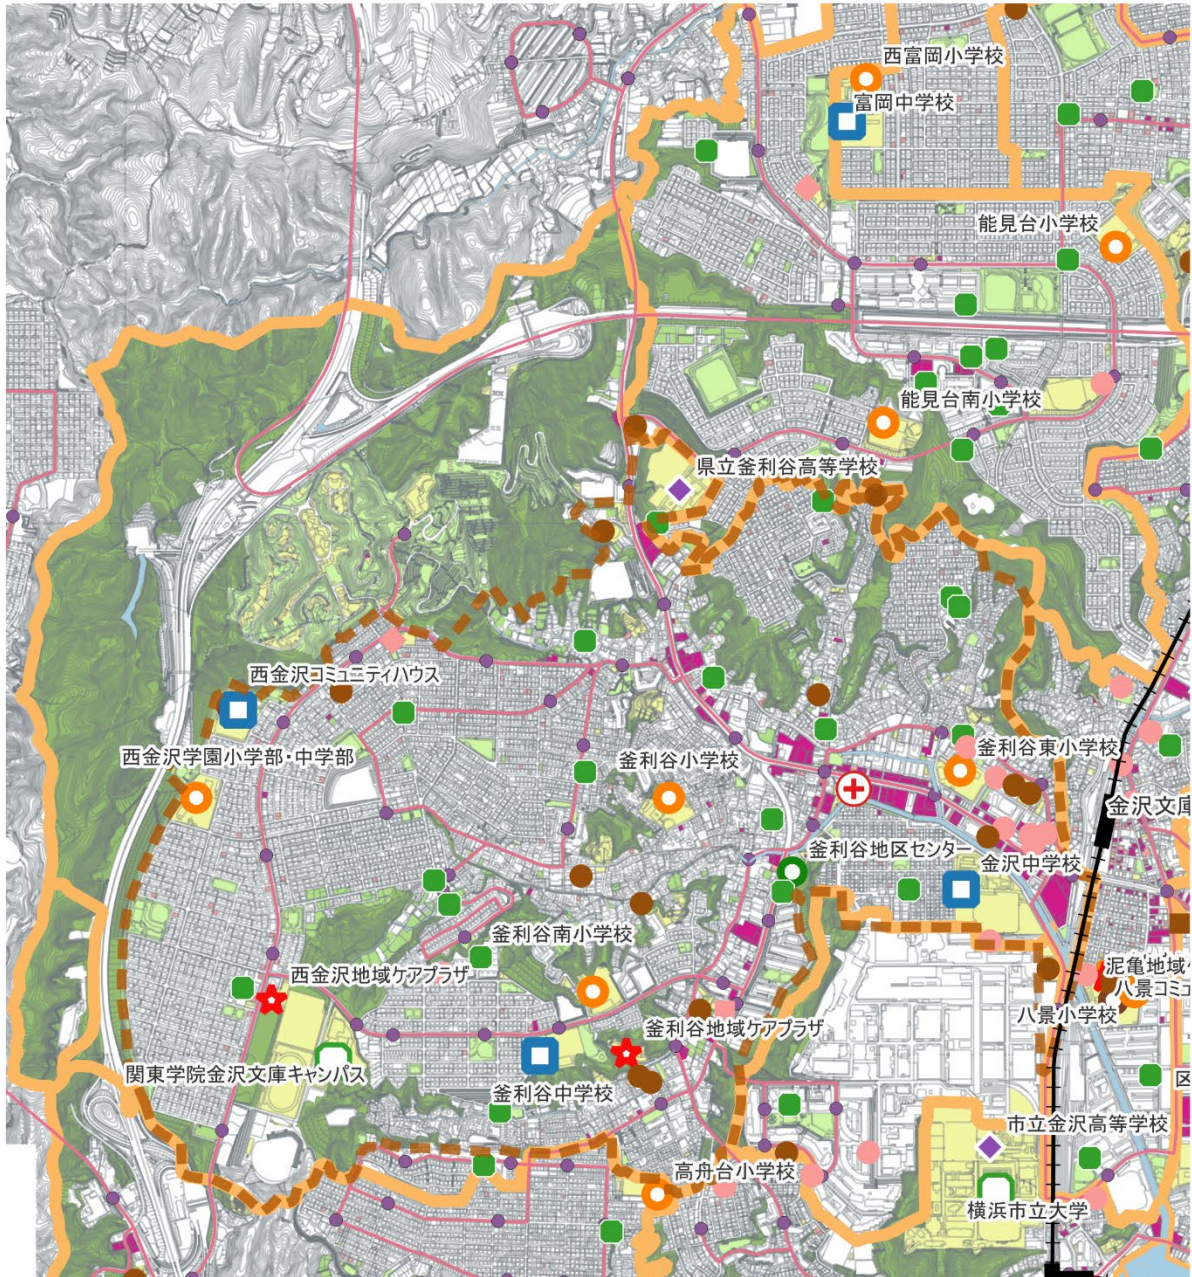 西富岡小学校
富岡中学校
能見台小学校
能見台南小学校
県立釜利谷高等学校
西金沢コミュニティハウス
西金沢学園小学部・中学部
釜利谷小学校
釜利谷東小学校
金沢文庫
釜利谷地区センター
金沢中学校
釜利谷南小学校
西金沢地域ケアプラザ
泥亀地域ケ
八景コミュ
八景小学校
釜利谷地域ケアプラザ
関東学院金沢文庫キャンパス
釜利谷中学校
区
市立金沢高等学校
高舟台小学校
横浜市立大学